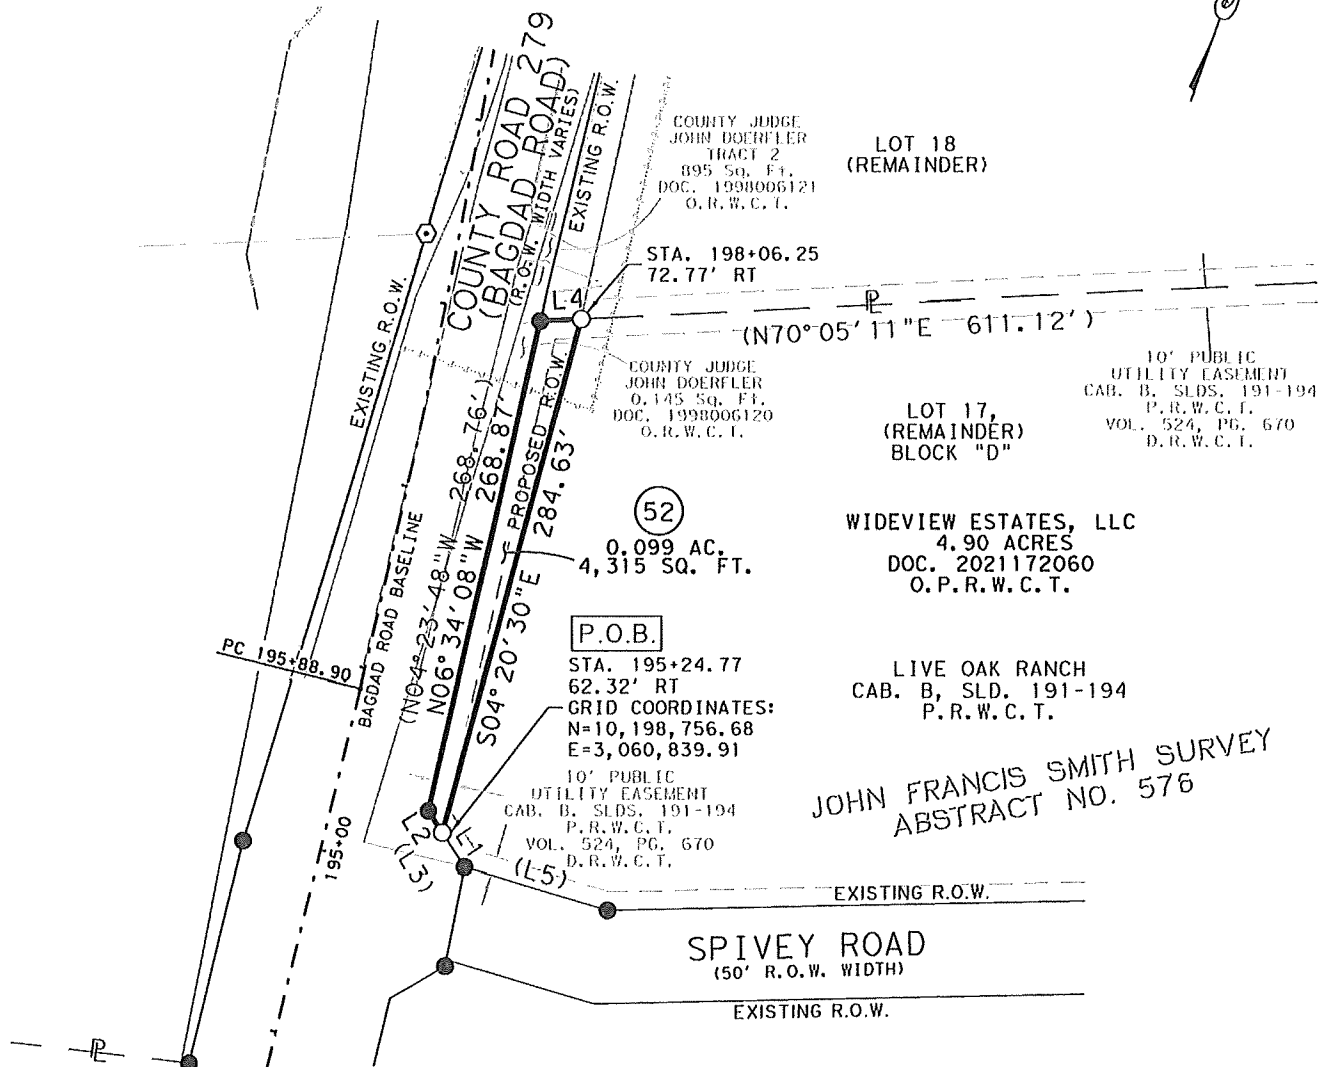 COUNTY ROAD 279
(BAGDAD ROAD)
(R.O.W. WIDTH VARIES)
EXISTING R.O.W.
COUNTY JUDGE
JOHN DOERFLER
TRACT 2
895 Sq. Ft.
DOC. 1998006121
O.R.W.C.T.
LOT 18
(REMAINDER)
STA. 198+06.25
72.77' RT
L4
P̲L
(N70°05'11"E 611.12')
EXISTING R.O.W.
COUNTY JUDGE
JOHN DOERFLER
0.145 Sq. Ft.
DOC. 1998006120
O.R.W.C.T.
10' PUBLIC
UTILITY EASEMENT
CAB. B, SLDS. 191-194
P.R.W.C.T.
VOL. 524, PG. 670
D.R.W.C.T.
LOT 17,
(REMAINDER)
BLOCK "D"
(N04°23'48"W 268.76')
N06°34'08"W 268.87'
PROPOSED R.O.W.
S04°20'30"E 284.63'
52
0.099 AC.
4,315 SQ. FT.
WIDEVIEW ESTATES, LLC
4.90 ACRES
DOC. 2021172060
O.P.R.W.C.T.
BAGDAD ROAD BASELINE
PC 195+88.90
P.O.B.
STA. 195+24.77
62.32' RT
GRID COORDINATES:
N=10,198,756.68
E=3,060,839.91
LIVE OAK RANCH
CAB. B, SLD. 191-194
P.R.W.C.T.
JOHN FRANCIS SMITH SURVEY
ABSTRACT NO. 576
10' PUBLIC
UTILITY EASEMENT
CAB. B, SLDS. 191-194
P.R.W.C.T.
VOL. 524, PG. 670
D.R.W.C.T.
195+00
L2
L1
(L3)
(L5)
EXISTING R.O.W.
SPIVEY ROAD
(50' R.O.W. WIDTH)
EXISTING R.O.W.
PL